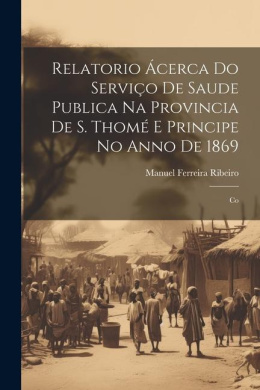 Relatorio Ácerca Do
Serviço De Saude
Publica Na Provincia
De S. Thomé E Principe
No Anno De 1869
Manuel Ferreira Ribeiro
Co